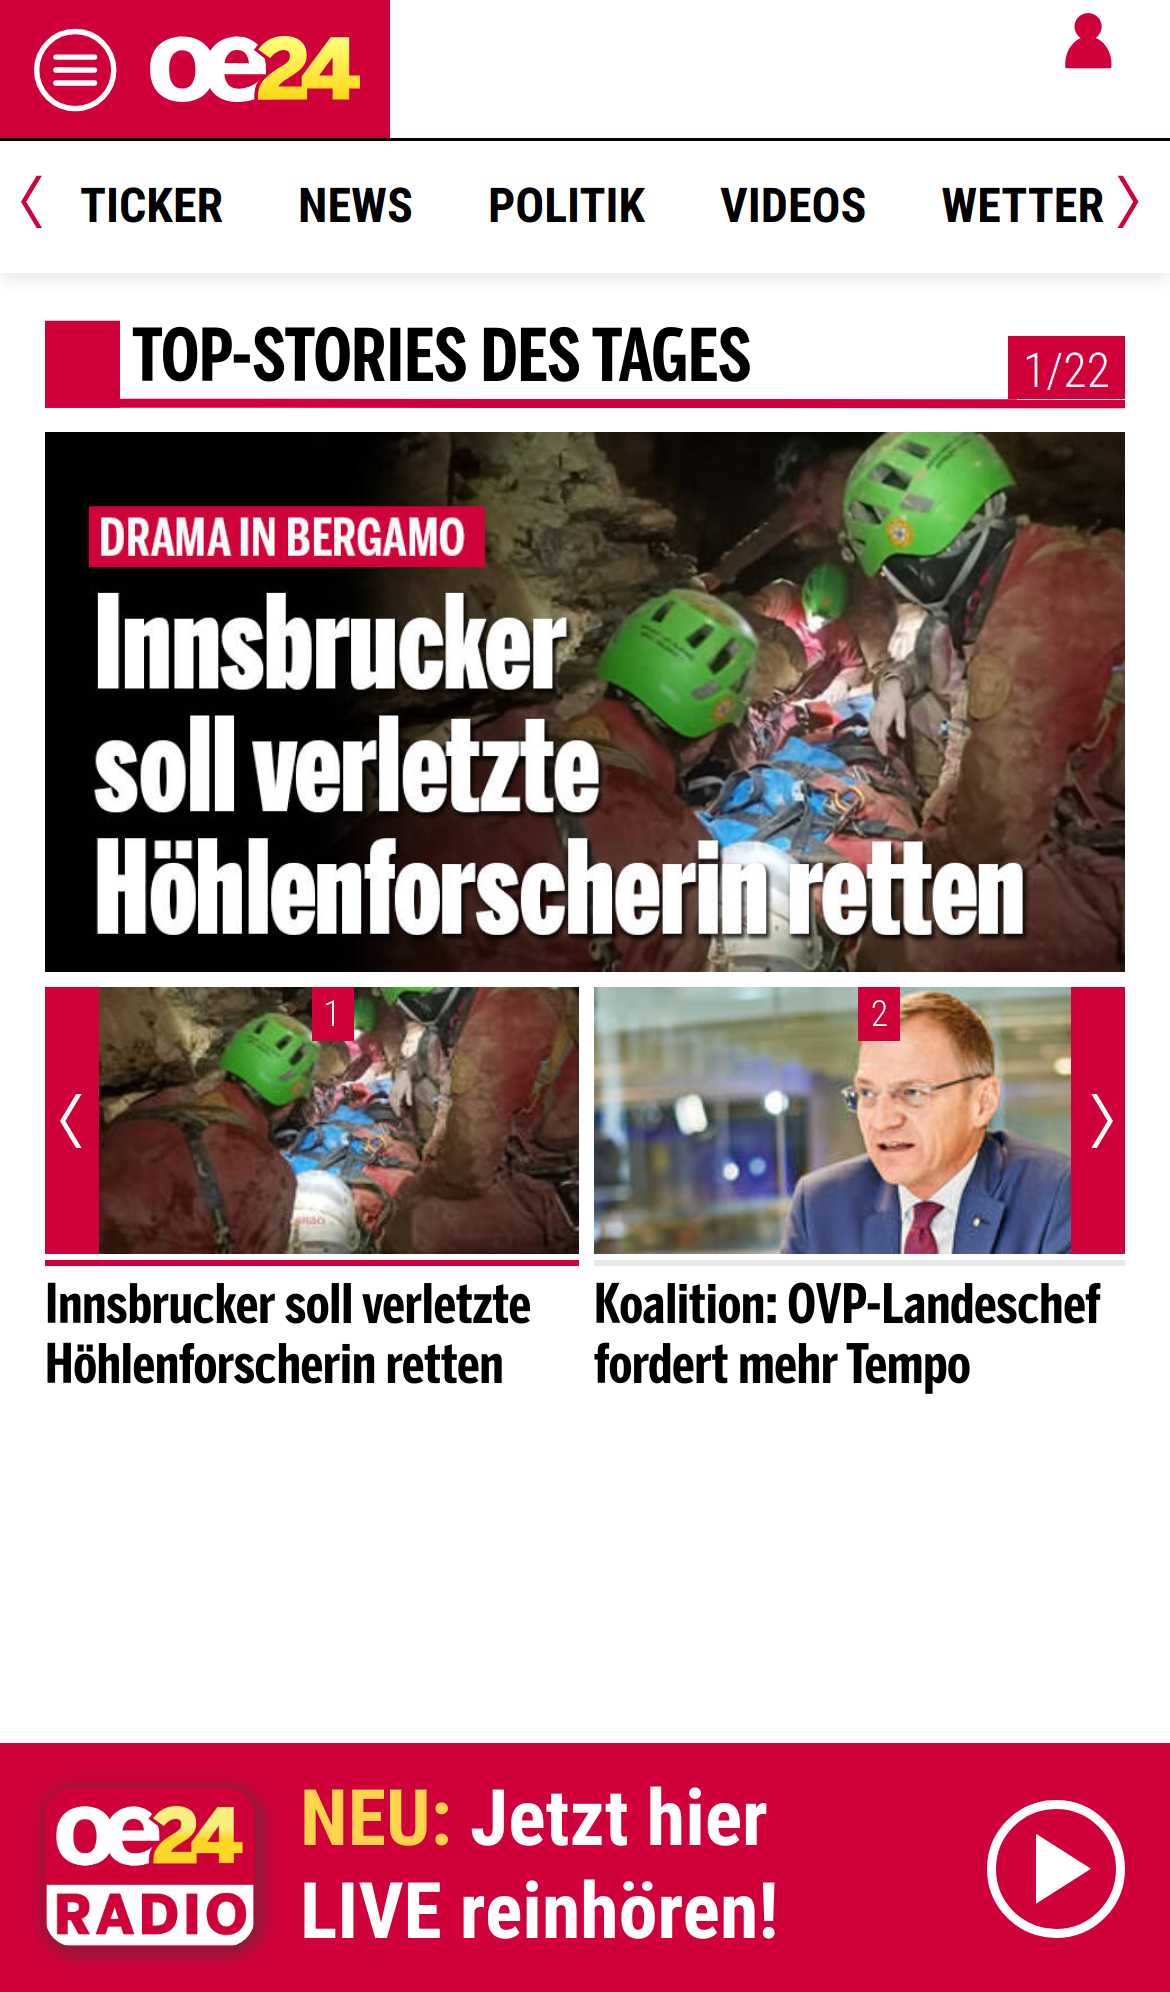 oe24
TICKER NEWS POLITIK VIDEOS WETTER
TOP-STORIES DES TAGES
1/22
DRAMA IN BERGAMO
Innsbrucker
soll verletzte
Höhlenforscherin retten
1
2
Innsbrucker soll verletzte
Höhlenforscherin retten
Koalition: OVP-Landeschef
fordert mehr Tempo
oe24
RADIO
NEU: Jetzt hier
LIVE reinhören!